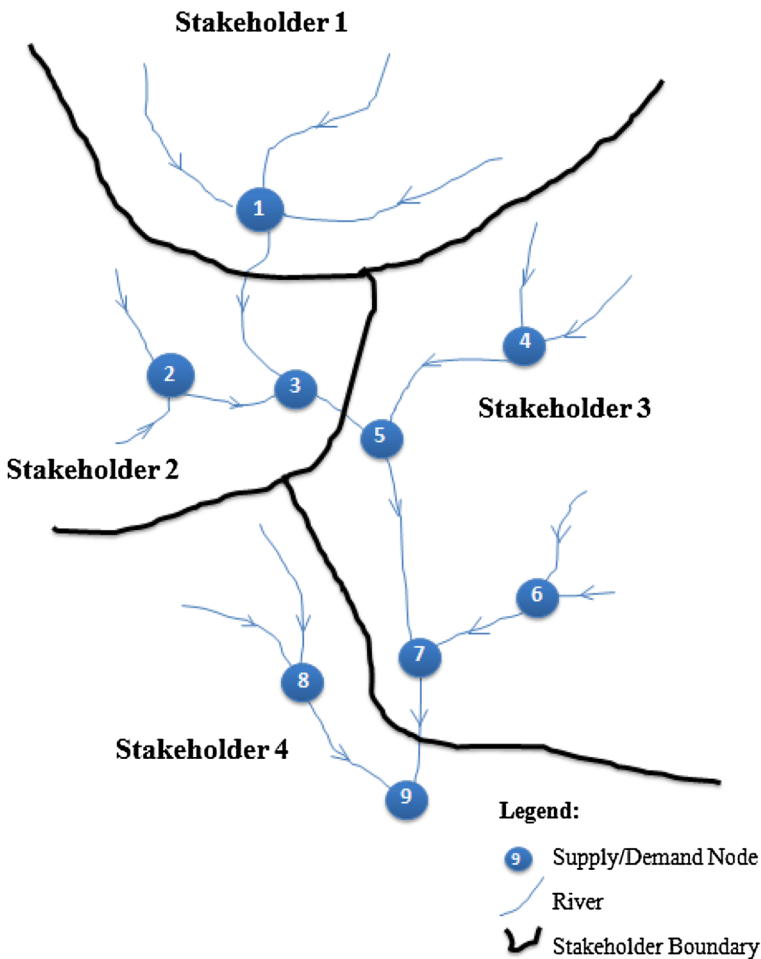 Stakeholder 1
1
4
2
3
Stakeholder 3
5
Stakeholder 2
6
7
8
Stakeholder 4
9
Legend:
9 Supply/Demand Node
River
Stakeholder Boundary